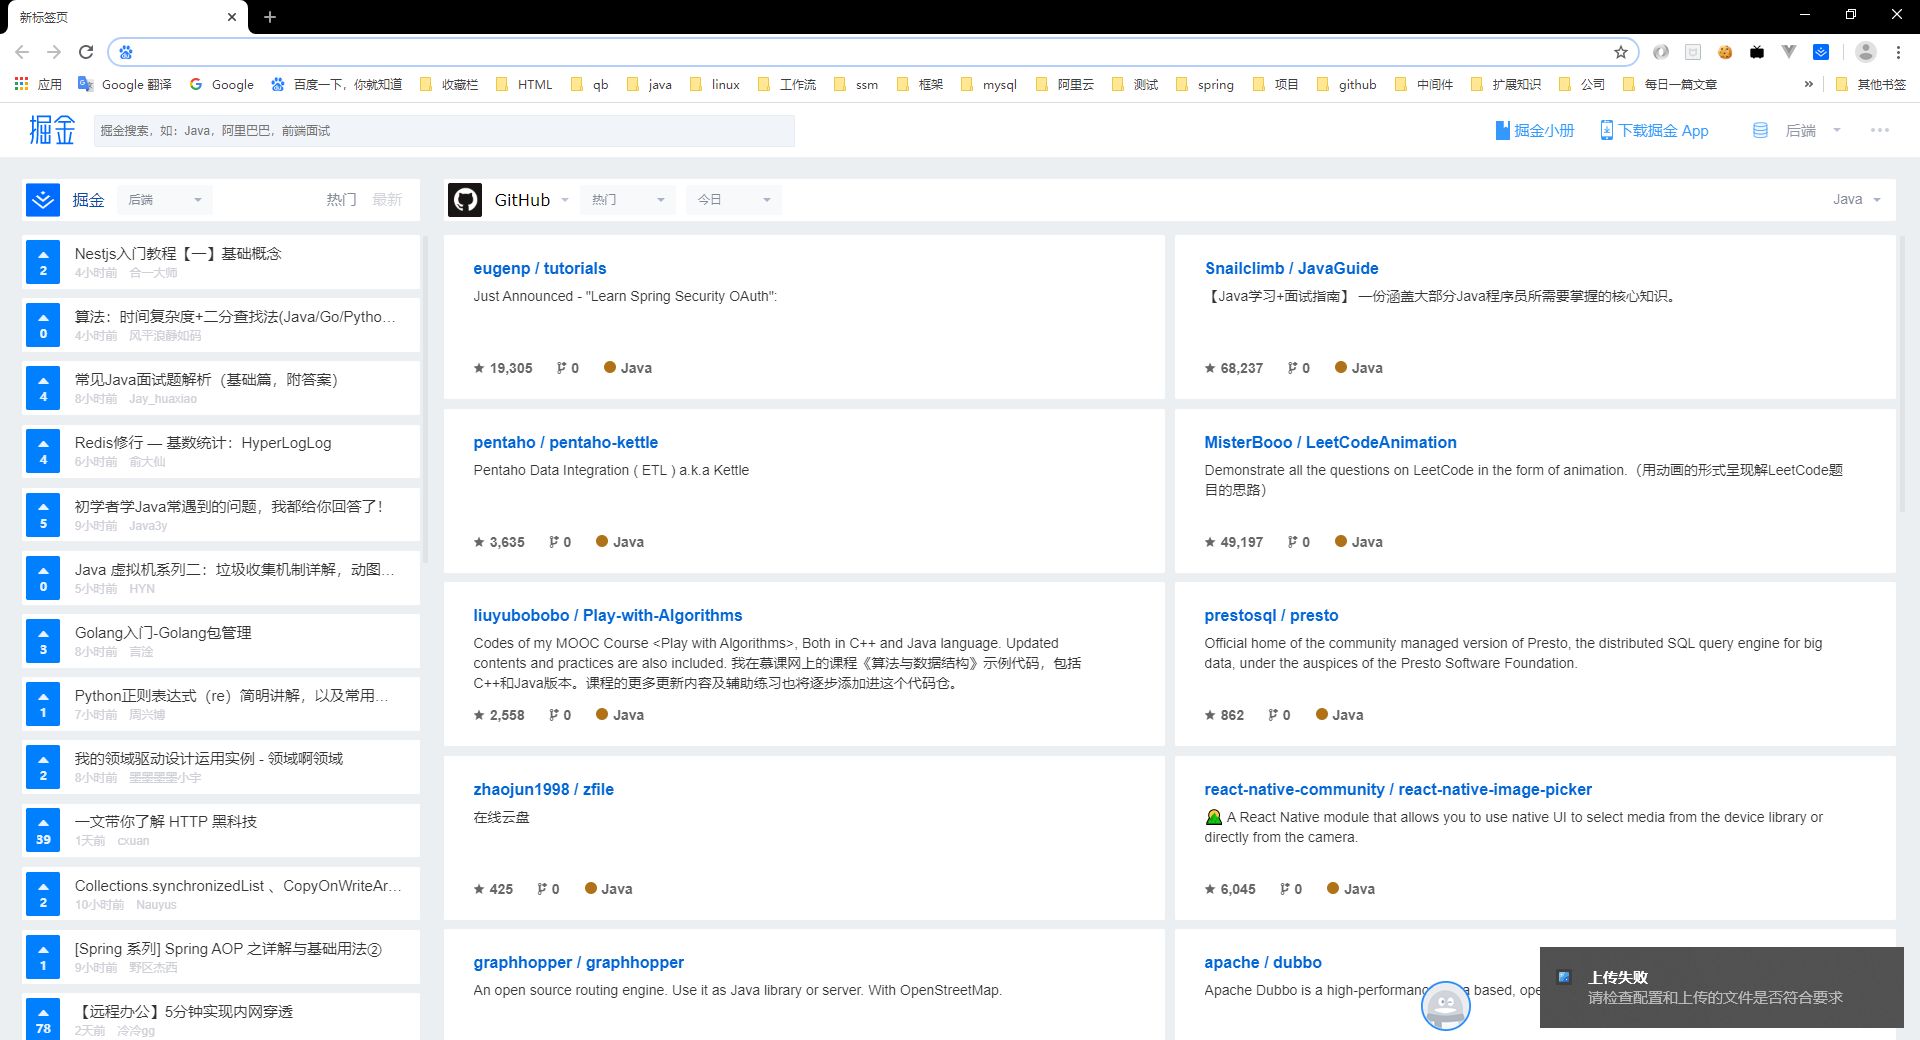 新标签页
应用
Google 翻译
Google
百度一下，你就知道
收藏栏
HTML
qb
java
linux
工作流
ssm
框架
mysql
阿里云
测试
spring
项目
github
中间件
扩展知识
公司
每日一篇文章
»
其他书签
掘金
掘金搜索，如：Java，阿里巴巴，前端面试
掘金小册
下载掘金 App
后端
掘金
后端
热门
最新
Nestjs入门教程【一】基础概念
2
4小时前 合一大师
算法：时间复杂度+二分查找法(Java/Go/Pytho...
0
4小时前 风平浪静如码
常见Java面试题解析（基础篇，附答案）
4
8小时前 Jay_huaxiao
Redis修行 — 基数统计：HyperLogLog
4
6小时前 俞大仙
初学者学Java常遇到的问题，我都给你回答了！
5
9小时前 Java3y
Java 虚拟机系列二：垃圾收集机制详解，动图...
0
5小时前 HYN
Golang入门-Golang包管理
3
8小时前 言淦
Python正则表达式（re）简明讲解，以及常用...
1
7小时前 周兴博
我的领域驱动设计运用实例 - 领域啊领域
2
8小时前 墨墨墨墨小宇
一文带你了解 HTTP 黑科技
39
1天前 cxuan
Collections.synchronizedList 、CopyOnWriteAr...
2
10小时前 Nauyus
[Spring 系列] Spring AOP 之详解与基础用法②
1
9小时前 野区杰西
【远程办公】5分钟实现内网穿透
78
2天前 冷冷gg
GitHub
热门
今日
Java
eugenp / tutorials
Just Announced - "Learn Spring Security OAuth":
19,305 0 Java
Snailclimb / JavaGuide
【Java学习+面试指南】 一份涵盖大部分Java程序员所需要掌握的核心知识。
68,237 0 Java
pentaho / pentaho-kettle
Pentaho Data Integration ( ETL ) a.k.a Kettle
3,635 0 Java
MisterBooo / LeetCodeAnimation
Demonstrate all the questions on LeetCode in the form of animation.（用动画的形式呈现解LeetCode题
目的思路）
49,197 0 Java
liuyubobobo / Play-with-Algorithms
Codes of my MOOC Course <Play with Algorithms>, Both in C++ and Java language. Updated
contents and practices are also included. 我在慕课网上的课程《算法与数据结构》示例代码，包括
C++和Java版本。课程的更多更新内容及辅助练习也将逐步添加进这个代码仓。
2,558 0 Java
prestosql / presto
Official home of the community managed version of Presto, the distributed SQL query engine for big
data, under the auspices of the Presto Software Foundation.
862 0 Java
zhaojun1998 / zfile
在线云盘
425 0 Java
react-native-community / react-native-image-picker
A React Native module that allows you to use native UI to select media from the device library or
directly from the camera.
6,045 0 Java
graphhopper / graphhopper
An open source routing engine. Use it as Java library or server. With OpenStreetMap.
apache / dubbo
Apache Dubbo is a high-performanc a based, ope
上传失败
请检查配置和上传的文件是否符合要求